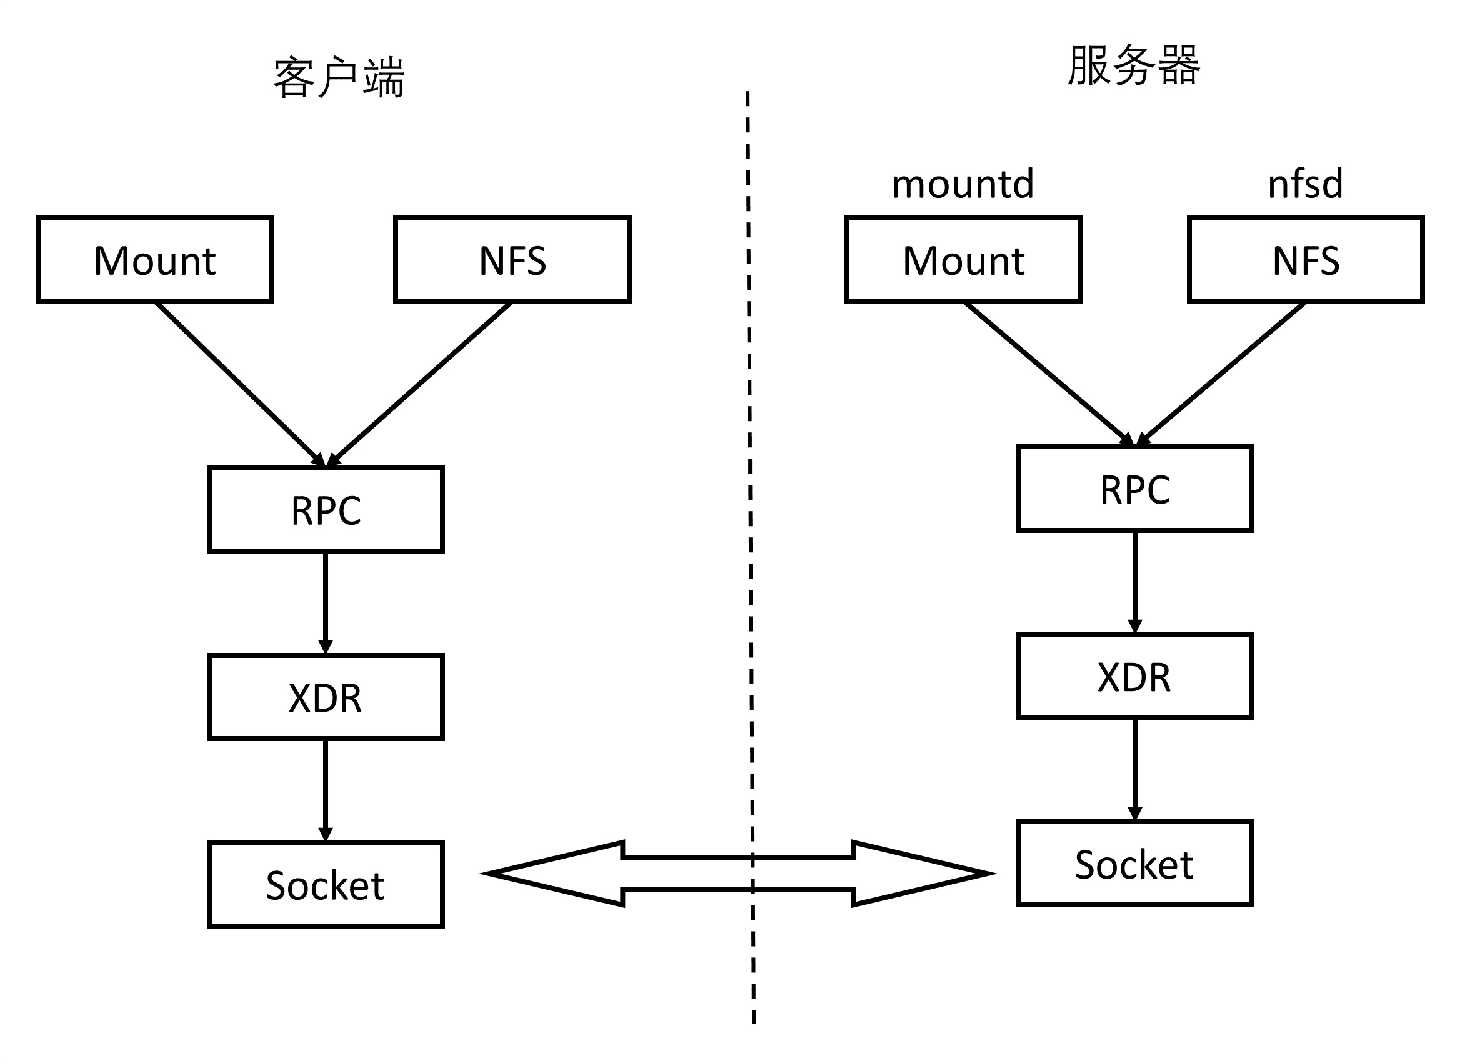 客户端
服务器
mountd
nfsd
Mount
NFS
Mount
NFS
RPC
RPC
XDR
XDR
Socket
Socket